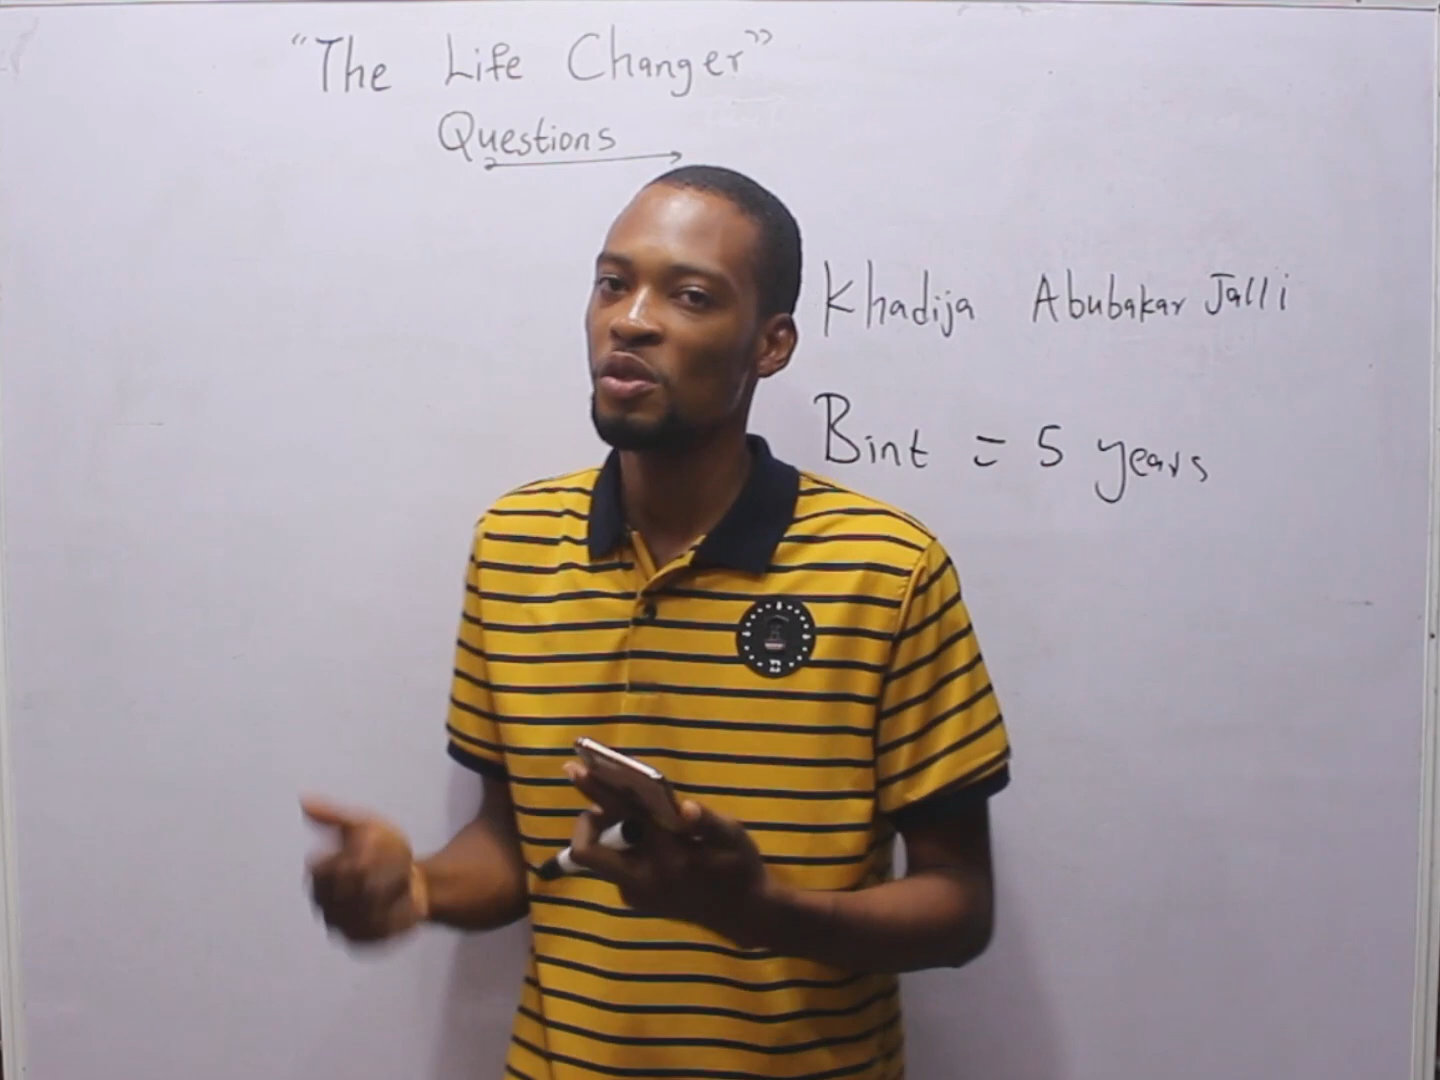 “The Life Changer”
Questions
Khadija Abubakar Jalli
Bint = 5 years